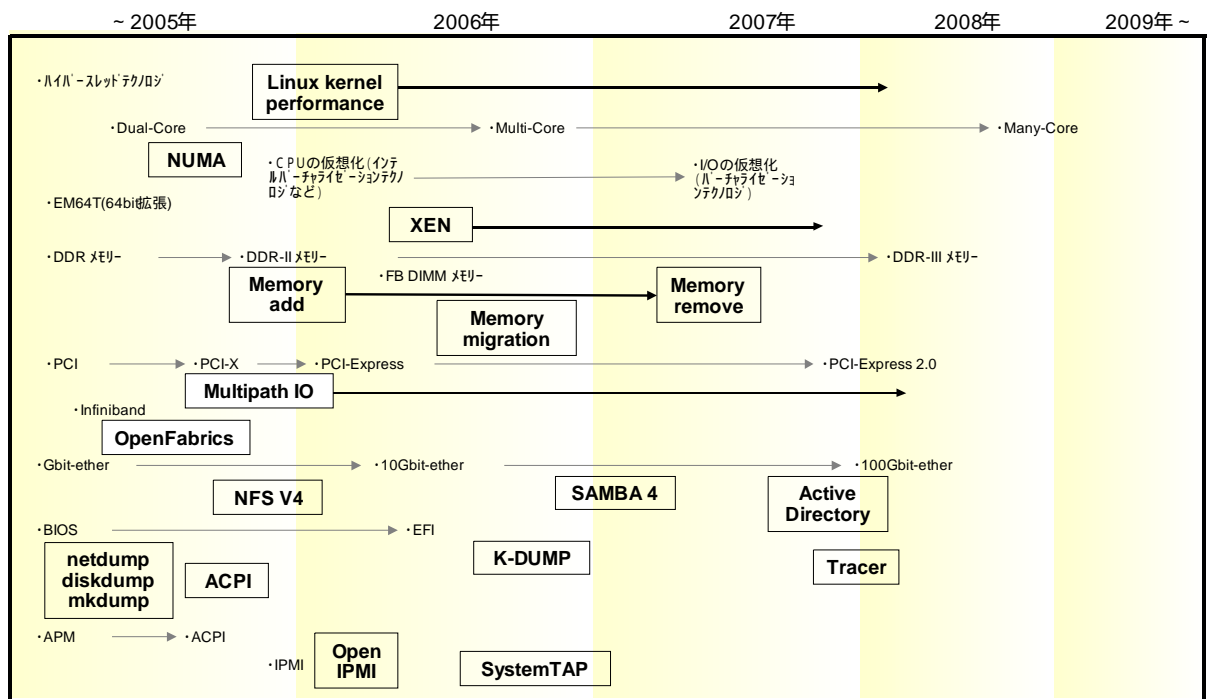 ~ 2005年
2006年
2007年
2008年
2009年 ~
・ﾊｲﾊﾟｰｽﾚｯﾄﾞﾃｸﾉﾛｼﾞ
Linux kernel
performance
・Dual-Core
・Multi-Core
・Many-Core
NUMA
・CPUの仮想化(ｲﾝﾃ
ﾙﾊﾞｰﾁｬﾗｲｾﾞｰｼｮﾝﾃｸﾉ
ﾛｼﾞなど)
・I/Oの仮想化
(ﾊﾞｰﾁｬﾗｲｾﾞｰｼｮ
ﾝﾃｸﾉﾛｼﾞ)
・EM64T(64bit拡張)
XEN
・DDR ﾒﾓﾘｰ
・DDR-II ﾒﾓﾘｰ
・DDR-III ﾒﾓﾘｰ
・FB DIMM ﾒﾓﾘｰ
Memory
add
Memory
remove
Memory
migration
・PCI
・PCI-X
・PCI-Express
・PCI-Express 2.0
Multipath IO
・Infiniband
OpenFabrics
・Gbit-ether
・10Gbit-ether
・100Gbit-ether
NFS V4
SAMBA 4
Active
Directory
・BIOS
・EFI
netdump
diskdump
mkdump
ACPI
K-DUMP
Tracer
・APM
・ACPI
・IPMI
Open
IPMI
SystemTAP